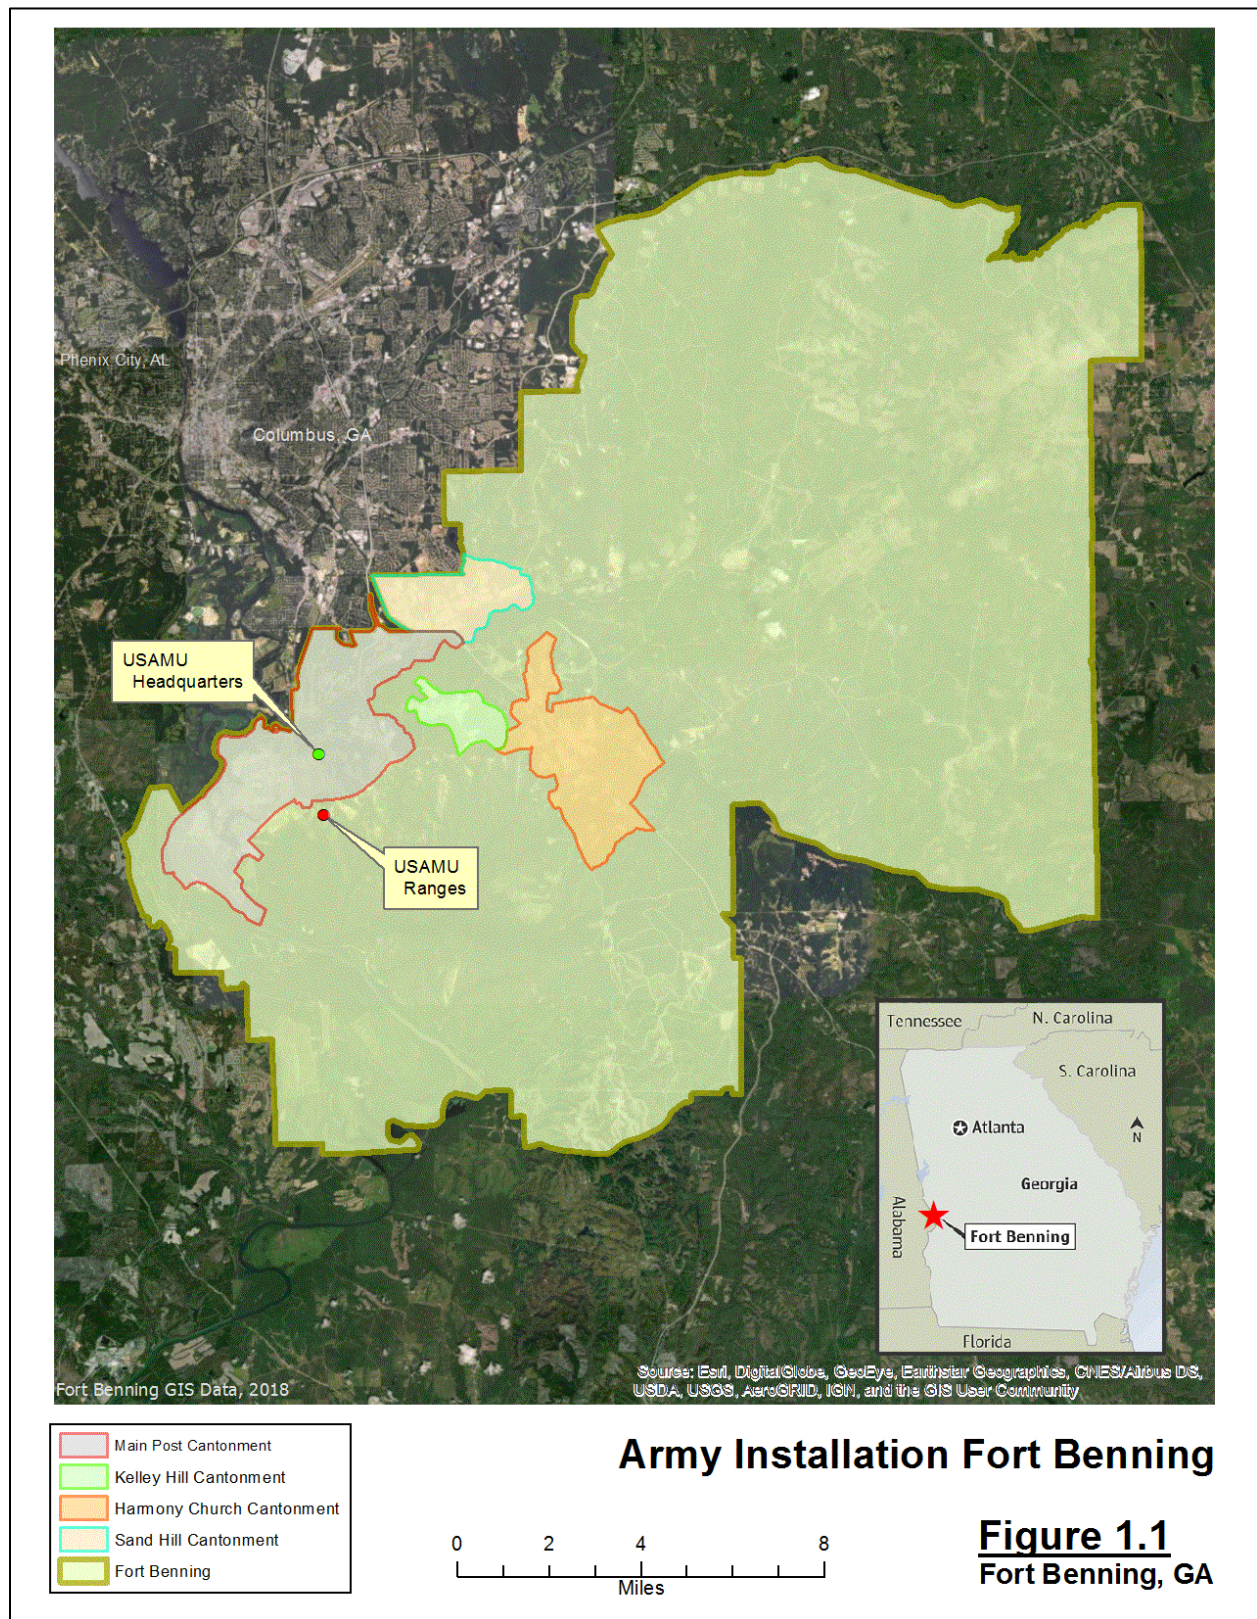 Phenix City, AL
Columbus, GA
USAMU
Headquarters
USAMU
Ranges
Tennessee
N. Carolina
S. Carolina
N
Atlanta
Georgia
Alabama
Fort Benning
Florida
Source: Esri, DigitalGlobe, GeoEye, Earthstar Geographics, CNES/Airbus DS,
USDA, USGS, AeroGRID, IGN, and the GIS User Community
Fort Benning GIS Data, 2018
Main Post Cantonment
Kelley Hill Cantonment
Harmony Church Cantonment
Sand Hill Cantonment
Fort Benning
Army Installation Fort Benning
0 2 4 8
Miles
Figure 1.1
Fort Benning, GA